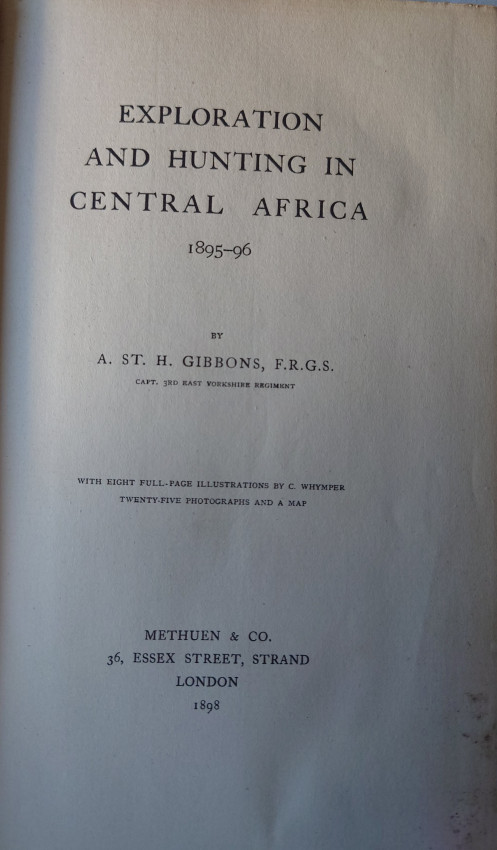 EXPLORATION
AND HUNTING IN
CENTRAL AFRICA
1895–96
BY
A. ST. H. GIBBONS, F.R.G.S.
CAPT. 3RD EAST YORKSHIRE REGIMENT
WITH EIGHT FULL-PAGE ILLUSTRATIONS BY C. WHYMPER
TWENTY-FIVE PHOTOGRAPHS AND A MAP
METHUEN & CO.
36, ESSEX STREET, STRAND
LONDON
1898